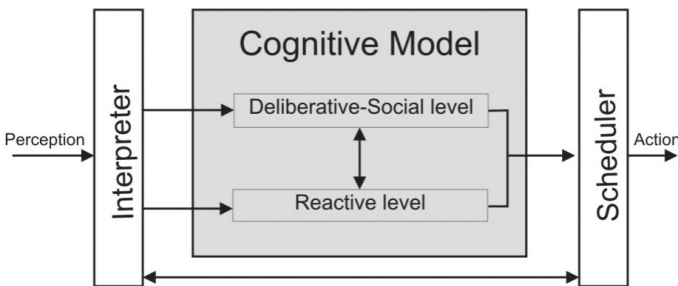 Cognitive Model
Deliberative-Social level
Perception
Interpreter
Reactive level
Scheduler
Action